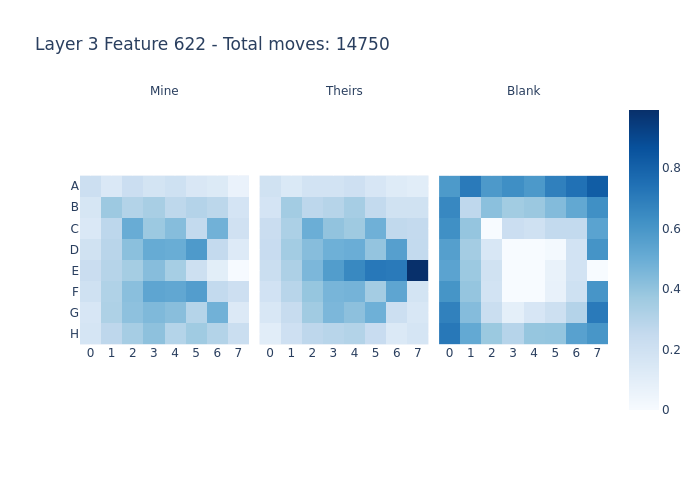 Layer 3 Feature 622 - Total moves: 14750
Mine Theirs Blank
A
B
C
D
E
F
G
H
0 1 2 3 4 5 6 7 0 1 2 3 4 5 6 7 0 1 2 3 4 5 6 7
0.8
0.6
0.4
0.2
0